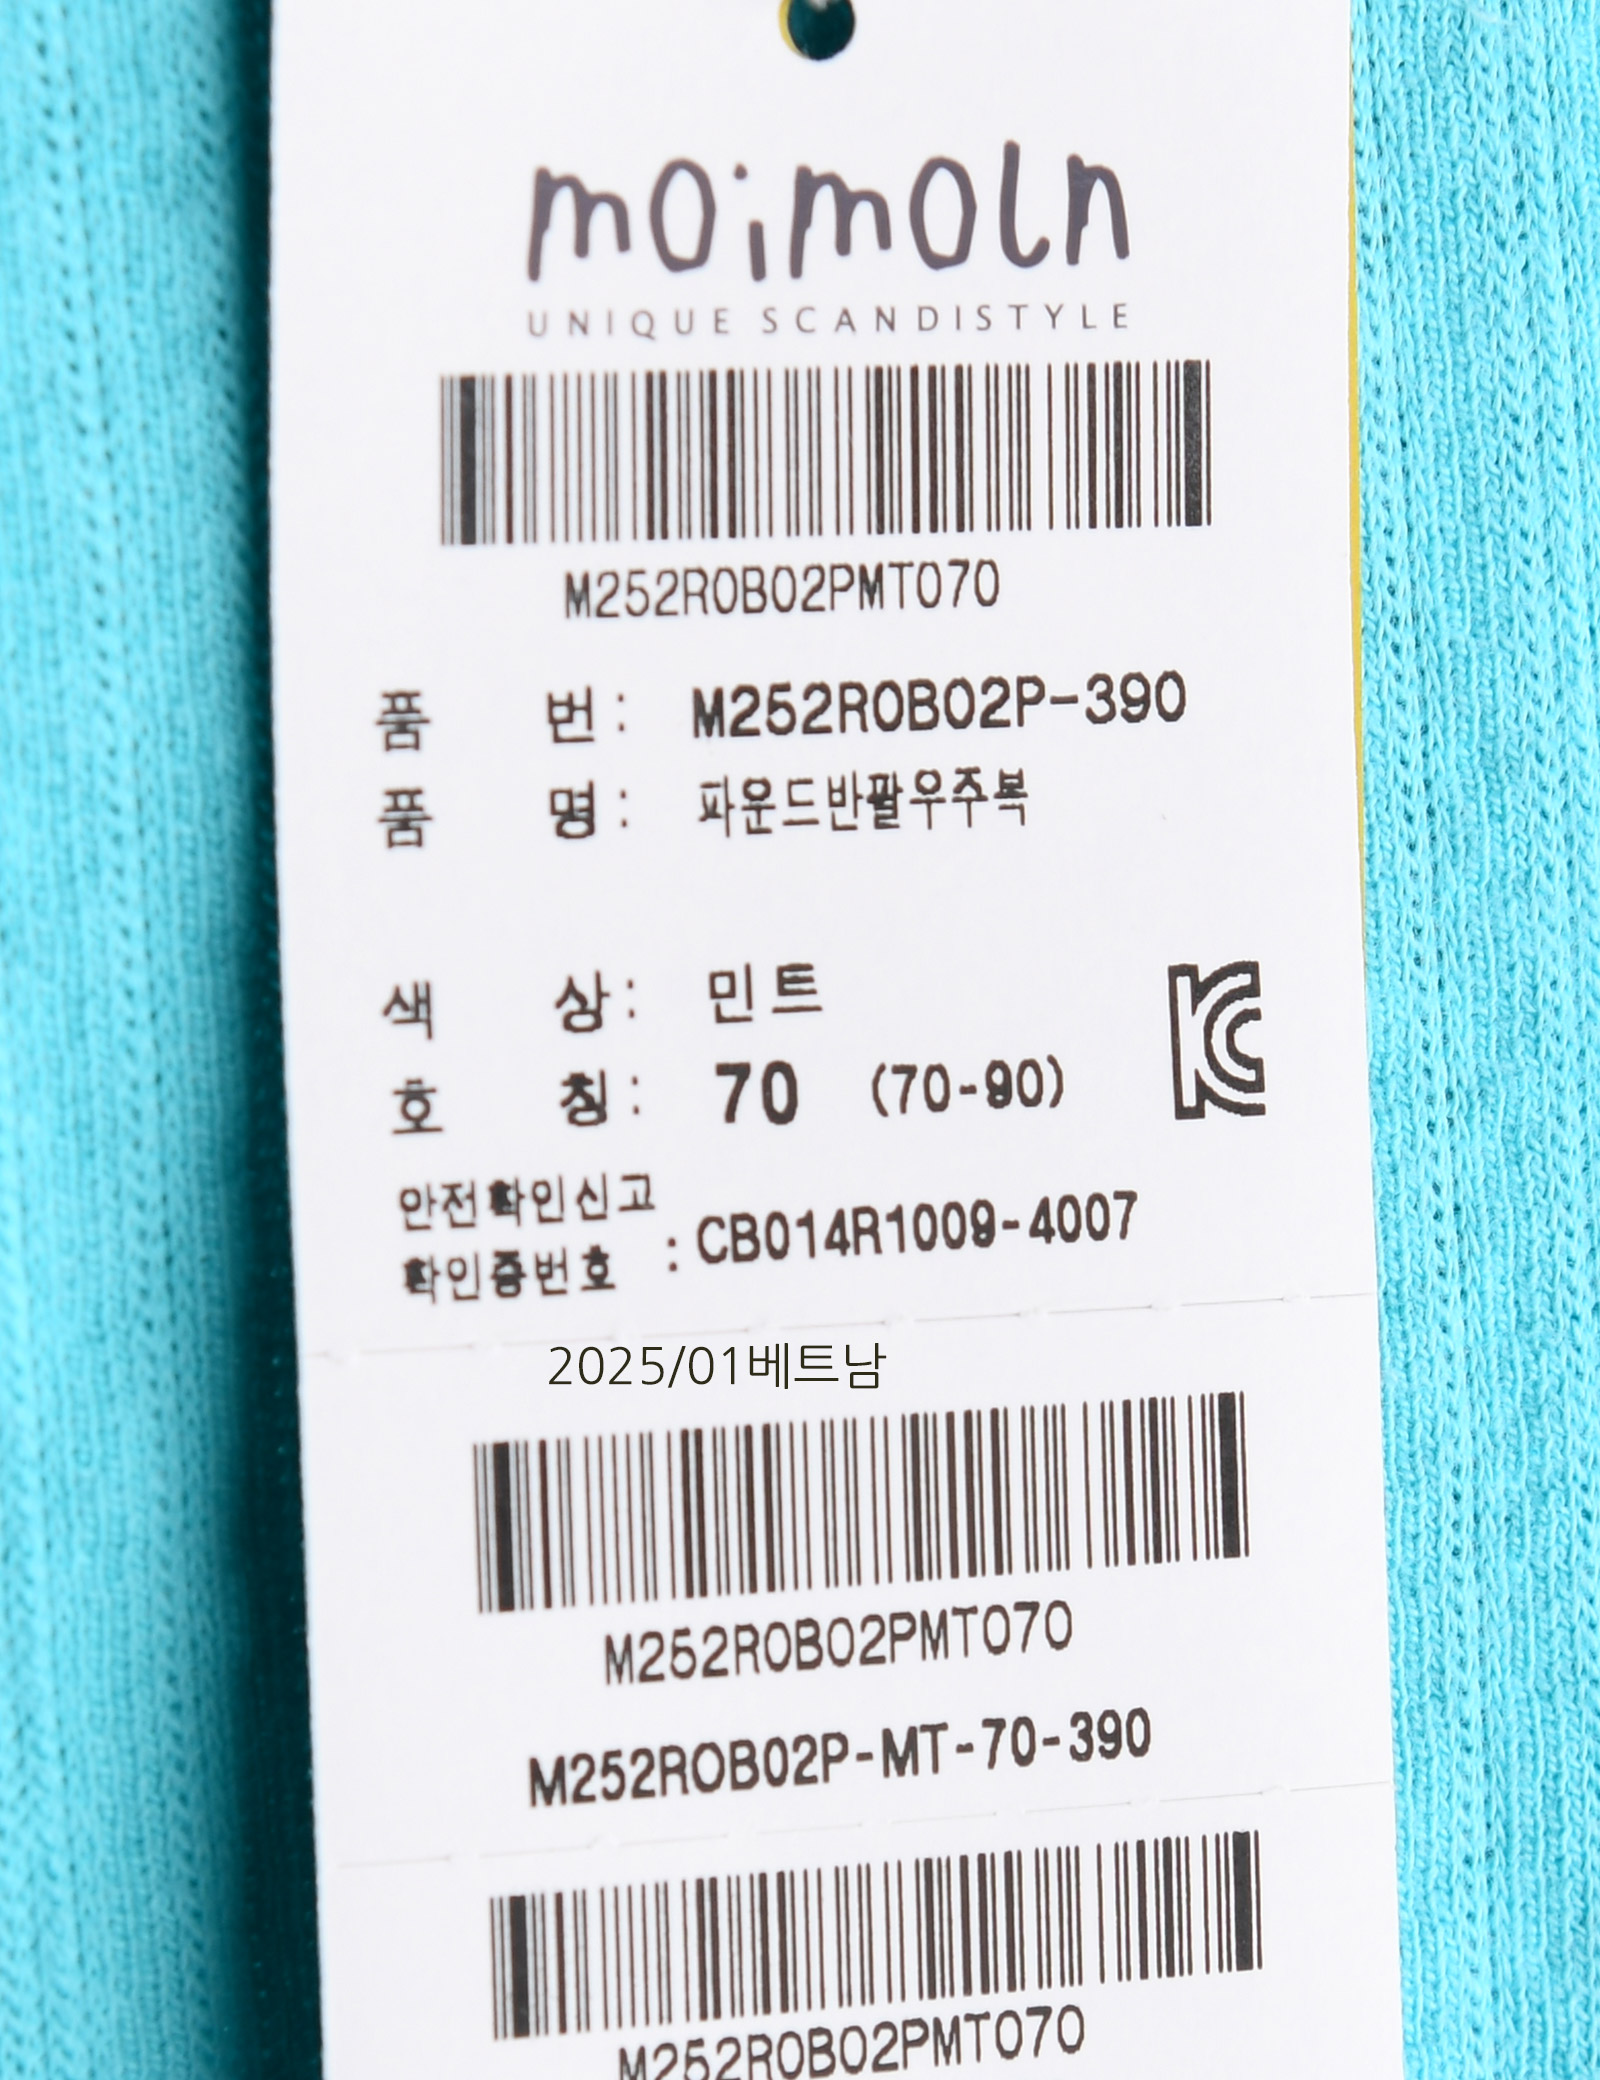 moimoln
UNIQUE SCANDISTYLE
M252ROB02PMT070
품 번 : M252ROB02P-390
품 명 : 파운드반팔우주복
색 상 : 민트
호 칭 : 70 (70-90)
안전확인신고
확인증번호 : CB014R1009-4007
2025/01베트남
M252ROB02PMT070
M252ROB02P-MT-70-390
M252ROB02PMT070